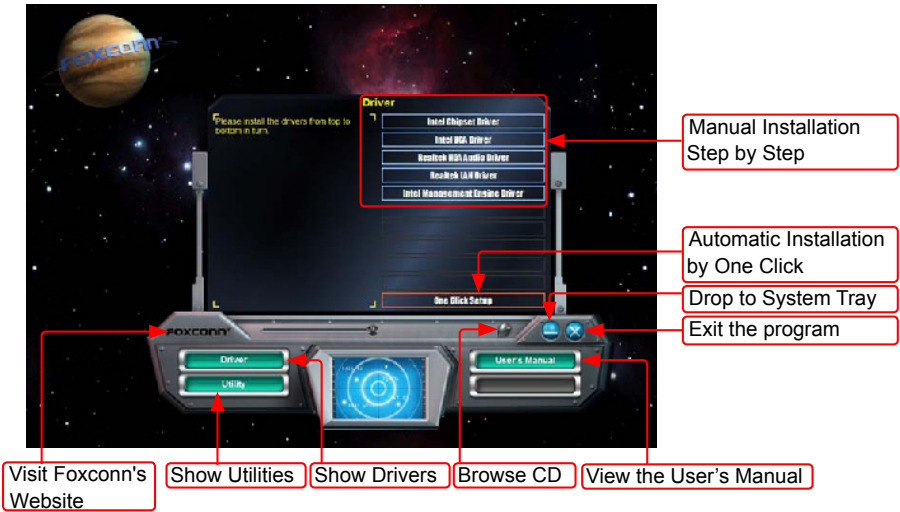 FOXCONN®
Driver
Please install the drivers from top to
bottom in turn.
Intel Chipset Driver
Intel VGA Driver
Realtek HDA Audio Driver
Realtek LAN Driver
Intel Management Engine Driver
Manual Installation
Step by Step
Automatic Installation
by One Click
One Click Setup
Drop to System Tray
FOXCONN®
Exit the program
Driver
User's Manual
Utility
Visit Foxconn's
Website
Show Utilities
Show Drivers
Browse CD
View the User’s Manual